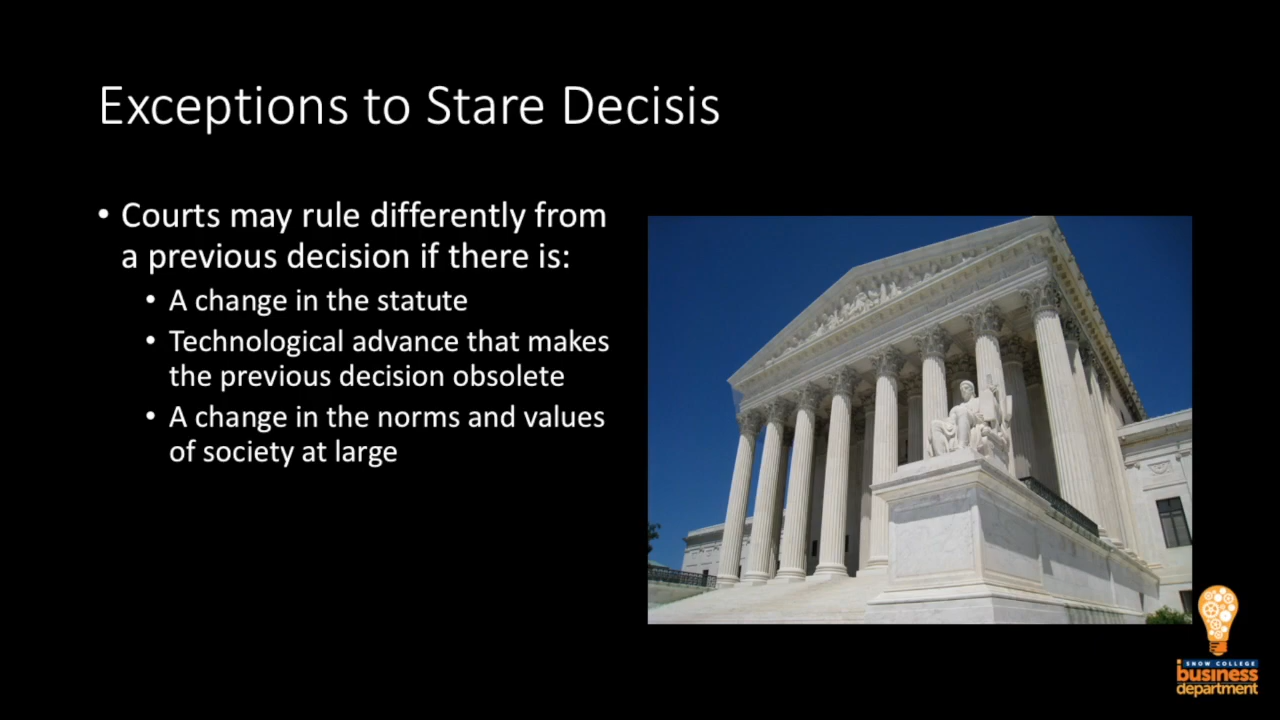 Exceptions to Stare Decisis
• Courts may rule differently from
a previous decision if there is:
• A change in the statute
• Technological advance that makes
the previous decision obsolete
• A change in the norms and values
of society at large
SNOW COLLEGE
business
department